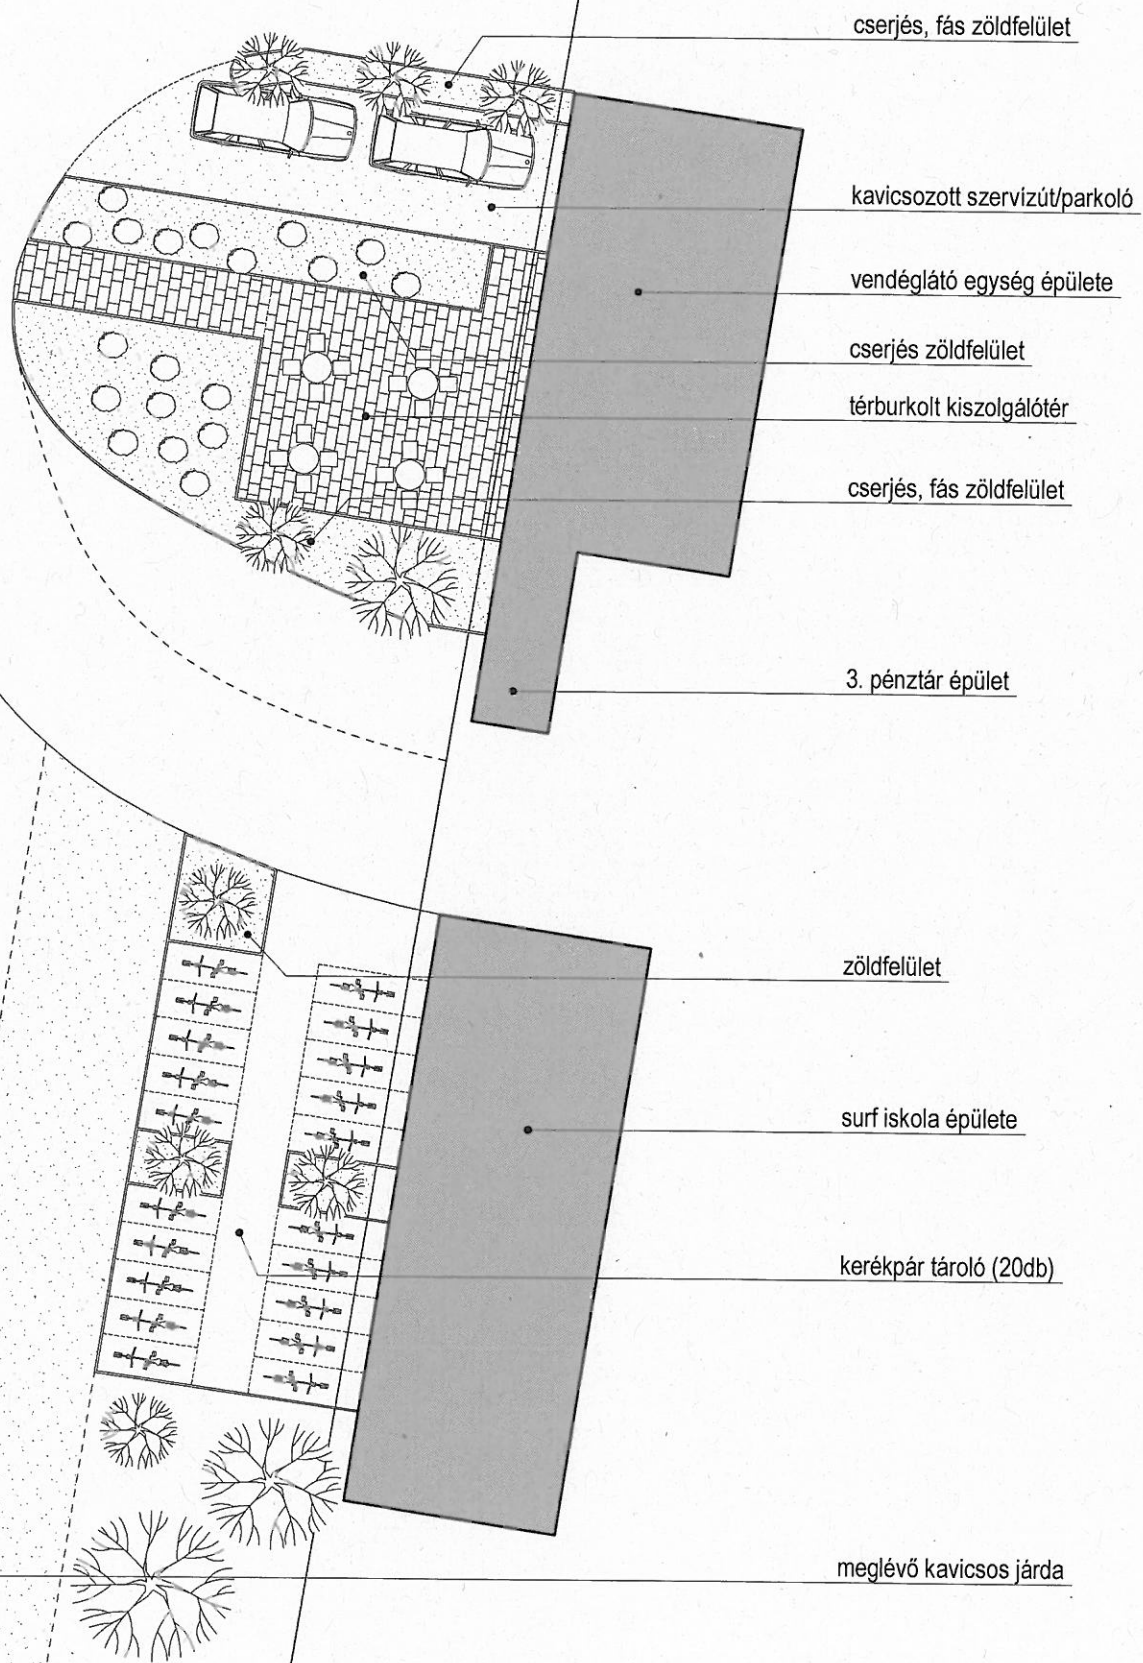 cserjés, fás zöldfelület
kavicsozott szervízút/parkoló
vendéglátó egység épülete
cserjés zöldfelület
térburkolt kiszolgálótér
cserjés, fás zöldfelület
3. pénztár épület
zöldfelület
surf iskola épülete
kerékpár tároló (20db)
meglévő kavicsos járda